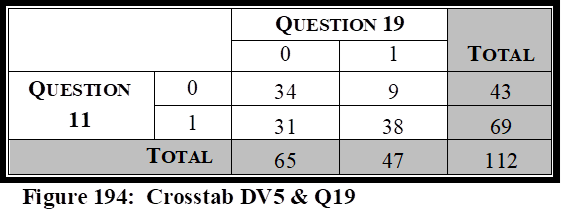 QUESTION 19
0 1 TOTAL
QUESTION 11 0 34 9 43
1 31 38 69
TOTAL 65 47 112
Figure 194: Crosstab DV5 & Q19